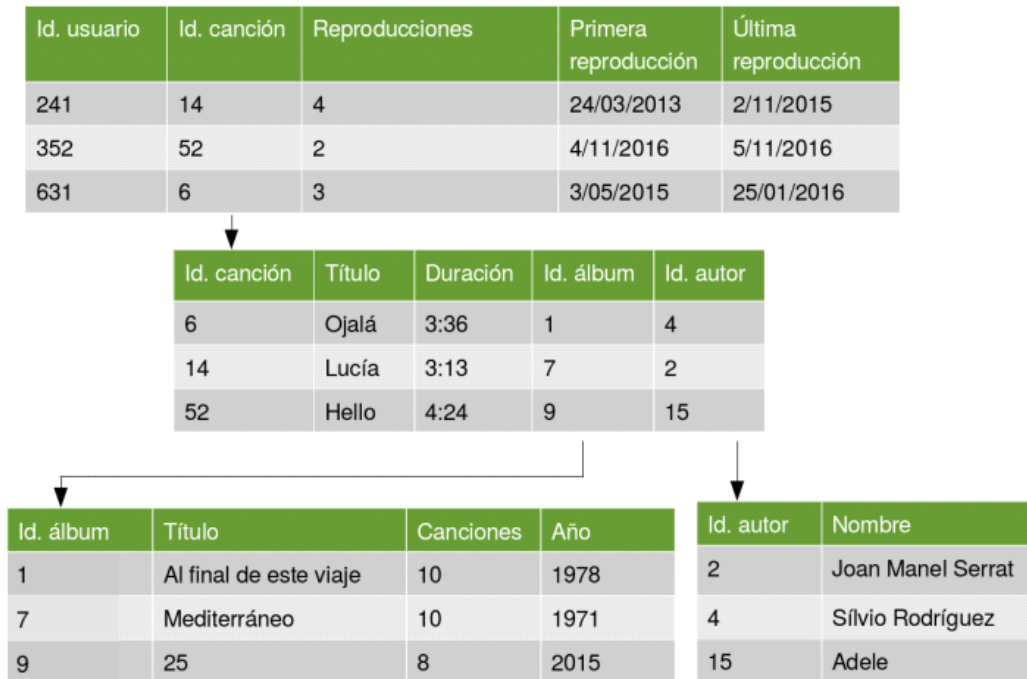 Id. usuario Id. canción Reproducciones Primera reproducción Última reproducción
241 14 4 24/03/2013 2/11/2015
352 52 2 4/11/2016 5/11/2016
631 6 3 3/05/2015 25/01/2016
Id. canción Título Duración Id. álbum Id. autor
6 Ojalá 3:36 1 4
14 Lucía 3:13 7 2
52 Hello 4:24 9 15
Id. álbum Título Canciones Año
1 Al final de este viaje 10 1978
7 Mediterráneo 10 1971
9 25 8 2015
Id. autor Nombre
2 Joan Manel Serrat
4 Sílvio Rodríguez
15 Adele